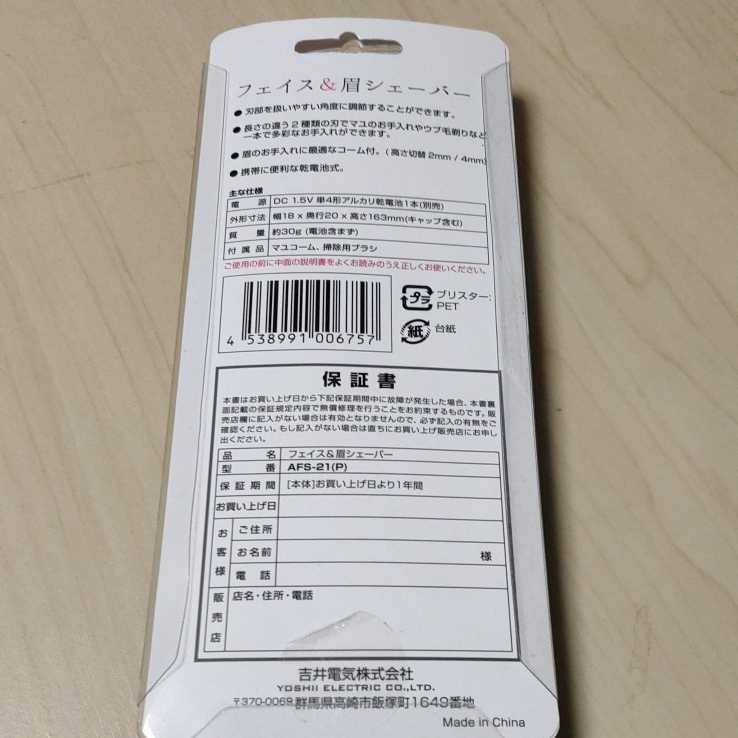 フェイス&眉シェーバー
● 刃部を扱いやすい角度に調節することができます。
● 長さの違う2種類の刃でマユのお手入れやウブ毛剃りなど
一本で多彩なお手入れができます。
● 眉のお手入れに最適なコーム付。(高さ切替 2mm / 4mm)
● 携帯に便利な乾電池式。
主な仕様
電源 DC 1.5V 単4形アルカリ乾電池1本(別売)
外形寸法 幅18 x 奥行20 x 高さ163mm(キャップ含む)
質量 約30g (電池含まず)
付属品 マユコーム、掃除用ブラシ
ご使用の前に中面の説明書をよくお読みのうえ正しくお使いください。
プラ ブリスター:
PET
紙 台紙
4 538991 006757
保証書
本書はお買い上げ日から下記保証期間中に故障が発生した場合、本書裏
面記載の保証規定内容で無償修理を行うことをお約束するものです。販
売店欄に記入がない場合は有効となりませんので、必ず記入の有無をご
確認ください。もし記入がない場合は直ちにお買い上げ販売店にお申し
出ください。
品名 フェイス&眉シェーバー
型番 AFS-21(P)
保証期間 [本体]お買い上げ日より1年間
お買い上げ日
お客様 ご住所
お名前 様
電話
販売店 店名・住所・電話
吉井電気株式会社
YOSHII ELECTRIC CO.,LTD.
〒370-0069 群馬県高崎市飯塚町1649番地
Made in China